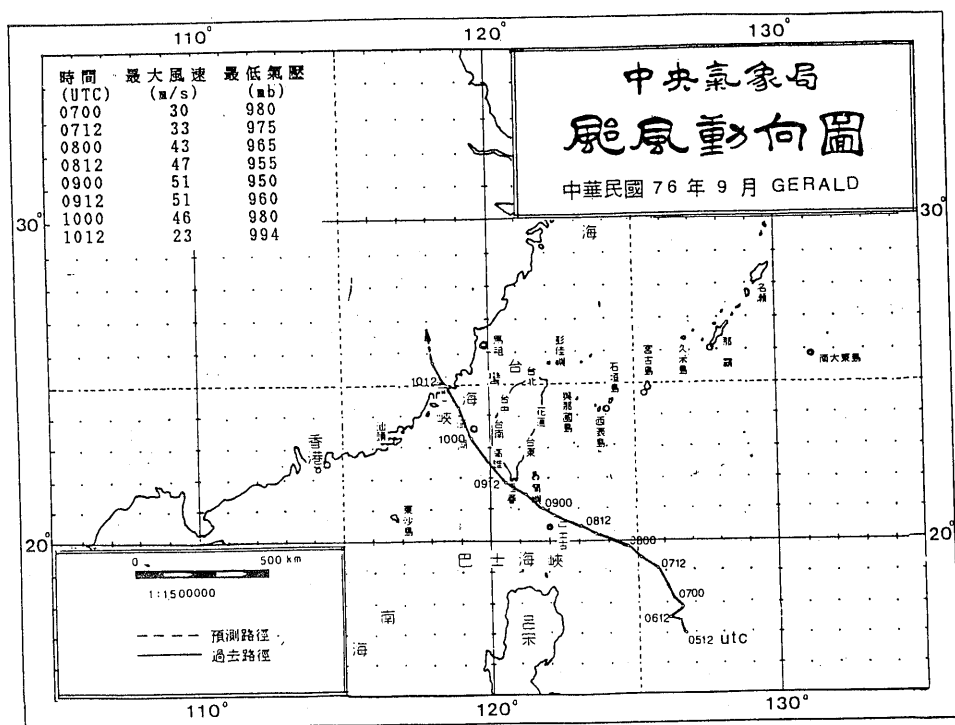 110°
120°
130°
時間 最大風速 最低氣壓
(UTC) (m/s) (mb)
0700 30 980
0712 33 975
0800 43 965
0812 47 955
0900 51 950
0912 51 960
1000 46 980
1012 23 994
中央氣象局
颱風動向圖
中華民國 76 年 9 月 GERALD
30°
30°
海
名瀨
那霸
久米島
宮古島
南大東島
彭佳嶼
馬祖
台
台北
石垣島
1012
海
峽
花蓮
與那國島
西表島
汕頭
1000
台南
台東
香港
高雄
0912
恆春
0900
東沙島
0812
20°
20°
巴士海峽
0712
0700
0612
0512 utc
呂宋
南
海
0 500 km
1:1500000
預測路徑
過去路徑
110°
120°
130°